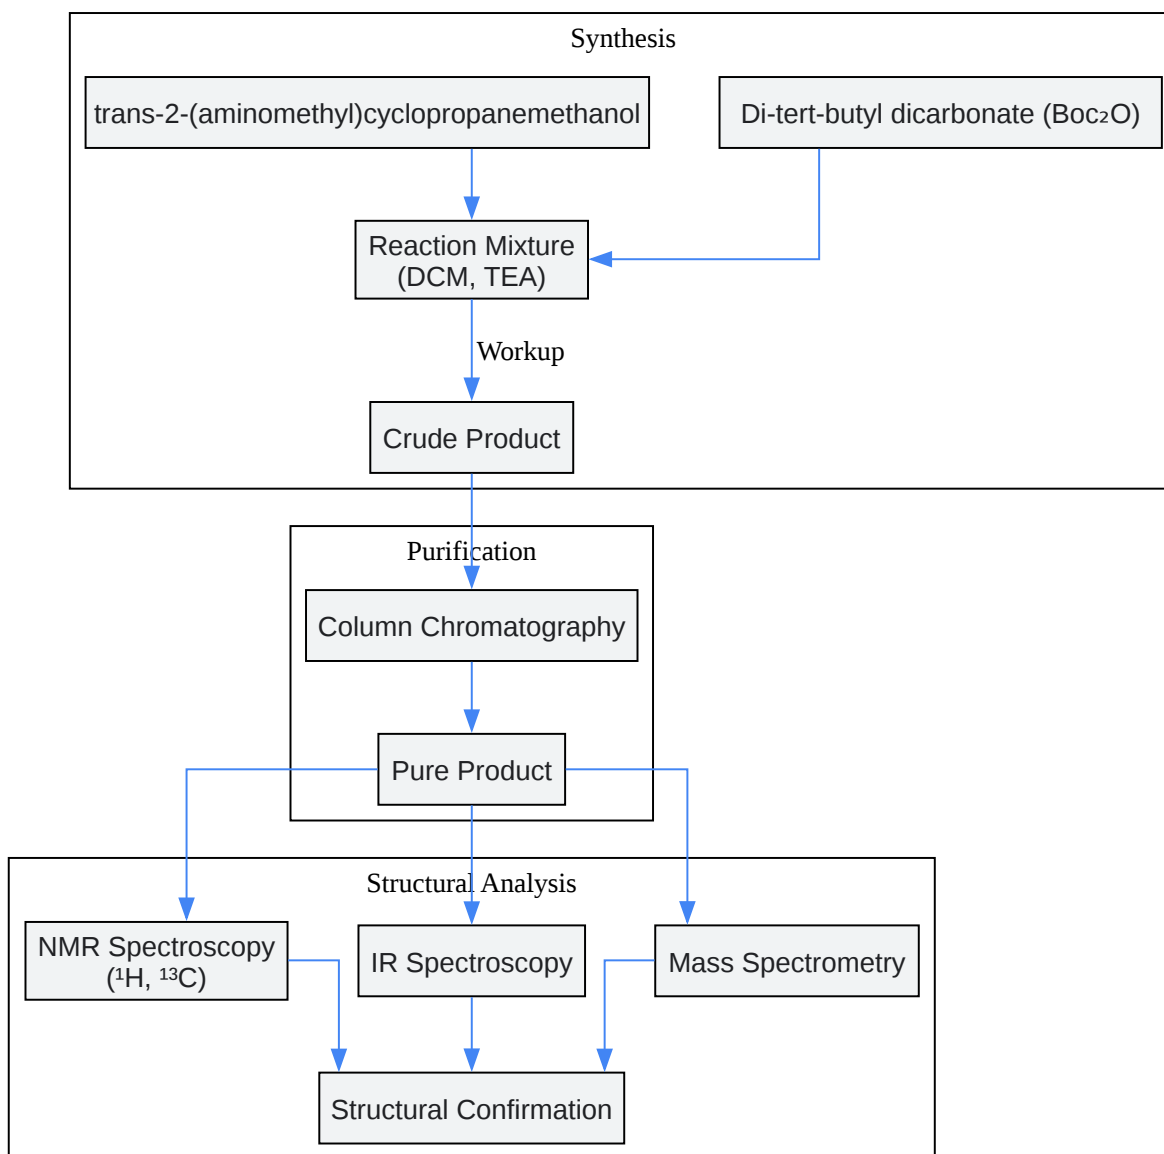 Synthesis
trans-2-(aminomethyl)cyclopropanemethanol
Di-tert-butyl dicarbonate (Boc₂O)
Reaction Mixture
(DCM, TEA)
Workup
Crude Product
Purification
Column Chromatography
Pure Product
Structural Analysis
NMR Spectroscopy
(¹H, ¹³C)
IR Spectroscopy
Mass Spectrometry
Structural Confirmation